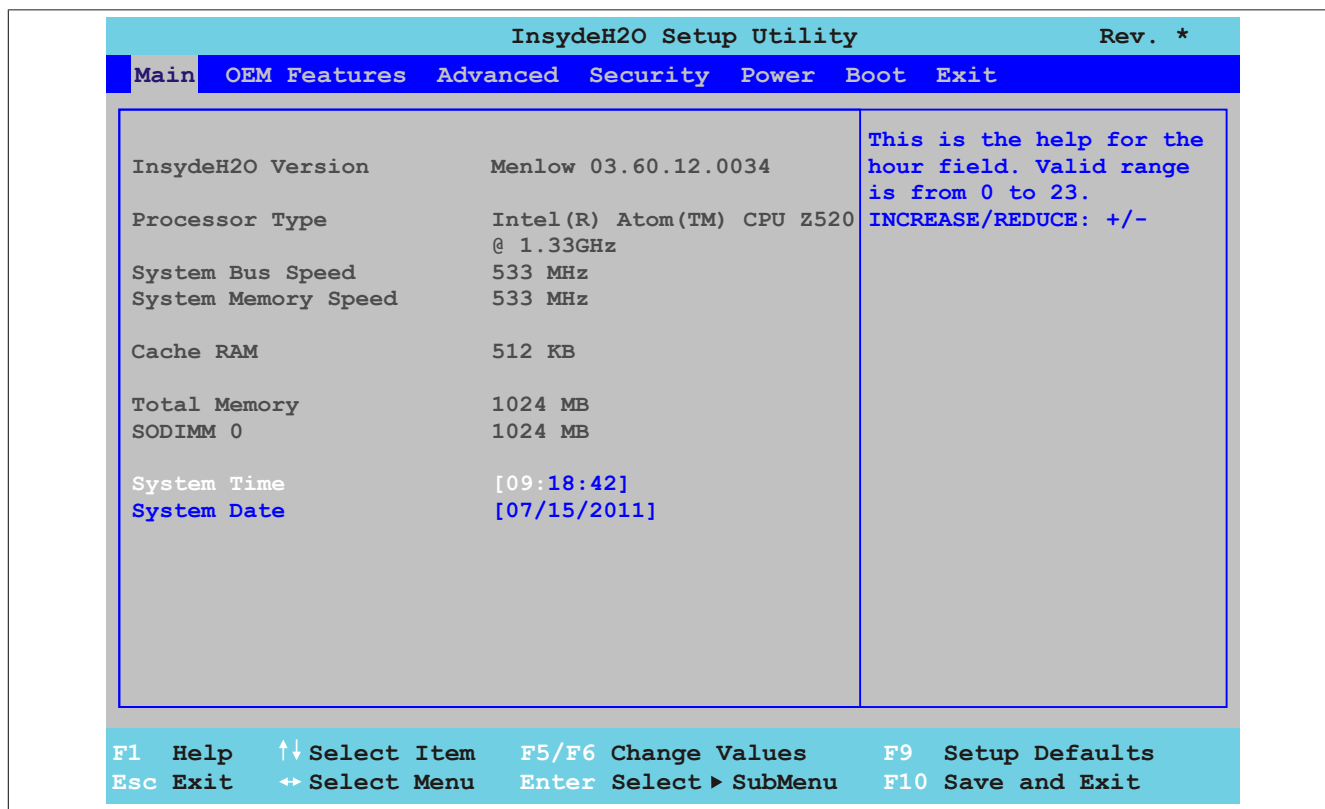 InsydeH2O Setup Utility Rev. *
Main OEM Features Advanced Security Power Boot Exit
This is the help for the
InsydeH2O Version Menlow 03.60.12.0034 hour field. Valid range
is from 0 to 23.
Processor Type Intel(R) Atom(TM) CPU Z520 INCREASE/REDUCE: +/-
@ 1.33GHz
System Bus Speed 533 MHz
System Memory Speed 533 MHz
Cache RAM 512 KB
Total Memory 1024 MB
SODIMM 0 1024 MB
System Time [09:18:42]
System Date [07/15/2011]
F1 Help ↑↓ Select Item F5/F6 Change Values F9 Setup Defaults
Esc Exit ↔ Select Menu Enter Select ▶ SubMenu F10 Save and Exit